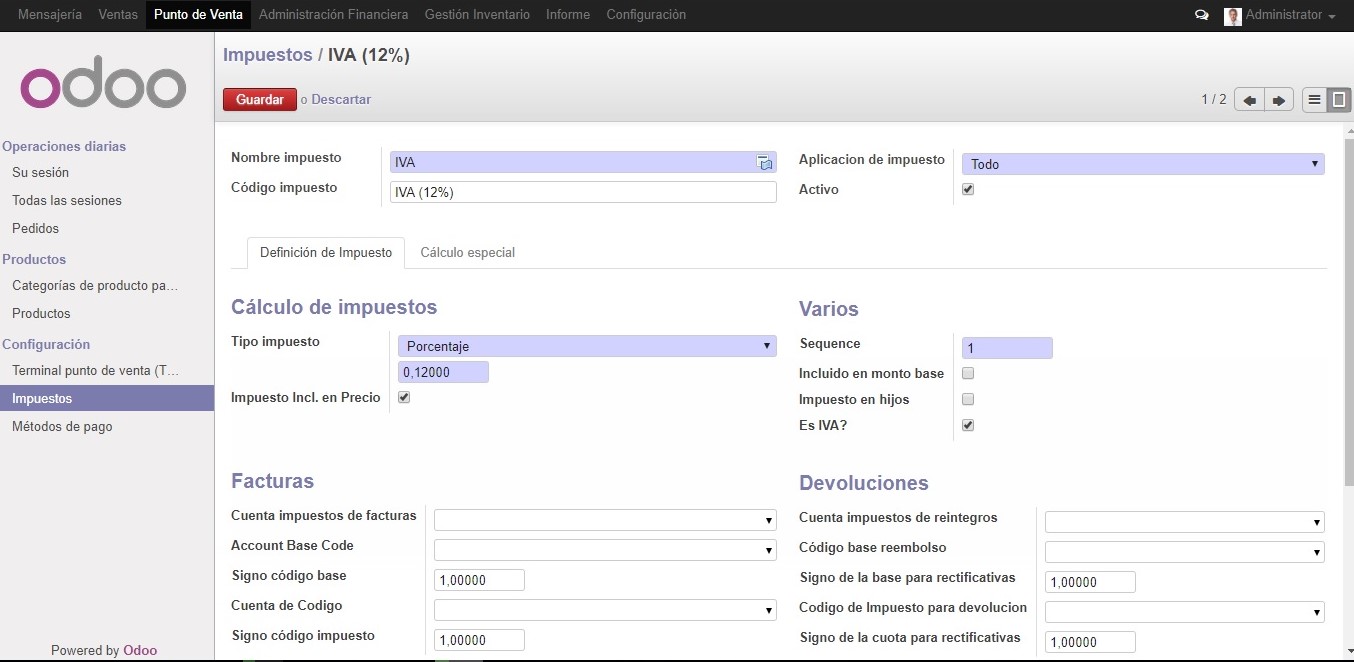 Mensajería Ventas Punto de Venta Administración Financiera Gestión Inventario Informe Configuraciòn Administrator
odoo
Operaciones diarias
Su sesión
Todas las sesiones
Pedidos
Productos
Categorías de producto pa...
Productos
Configuración
Terminal punto de venta (T...
Impuestos
Métodos de pago
Powered by Odoo
Impuestos / IVA (12%)
Guardar o Descartar
1 / 2
Nombre impuesto IVA
Código impuesto IVA (12%)
Aplicacion de impuesto Todo
Activo
Definición de Impuesto Cálculo especial
Cálculo de impuestos
Tipo impuesto Porcentaje
0,12000
Impuesto Incl. en Precio
Varios
Sequence 1
Incluido en monto base
Impuesto en hijos
Es IVA?
Facturas
Cuenta impuestos de facturas
Account Base Code
Signo código base 1,00000
Cuenta de Codigo
Signo código impuesto 1,00000
Devoluciones
Cuenta impuestos de reintegros
Código base reembolso
Signo de la base para rectificativas 1,00000
Codigo de Impuesto para devolucion
Signo de la cuota para rectificativas 1,00000